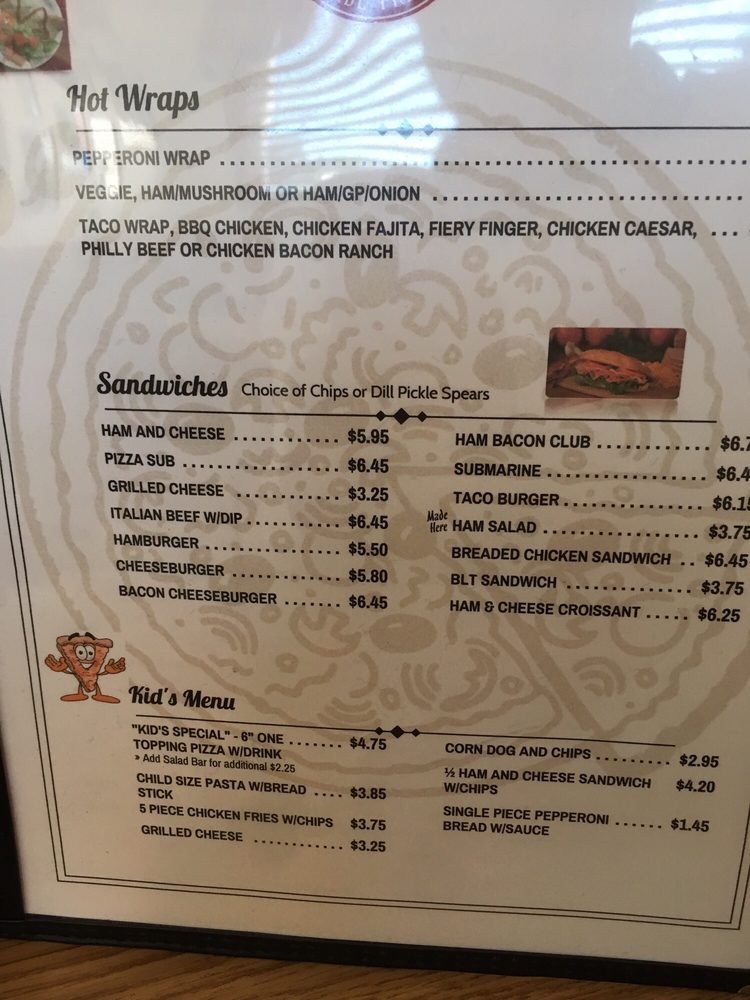 Hot Wraps
PEPPERONI WRAP
VEGGIE, HAM/MUSHROOM OR HAM/GP/ONION
TACO WRAP, BBQ CHICKEN, CHICKEN FAJITA, FIERY FINGER, CHICKEN CAESAR,
PHILLY BEEF OR CHICKEN BACON RANCH
Sandwiches Choice of Chips or Dill Pickle Spears
HAM AND CHEESE ............ $5.95
PIZZA SUB ................. $6.45
GRILLED CHEESE ............ $3.25
ITALIAN BEEF W/DIP ........... $6.45
HAMBURGER ............... $5.50
CHEESEBURGER ............ $5.80
BACON CHEESEBURGER ....... $6.45
HAM BACON CLUB ............ $6.7
SUBMARINE ................. $6.4
TACO BURGER ............... $6.15
Made Here HAM SALAD .................. $3.75
BREADED CHICKEN SANDWICH .. $6.45
BLT SANDWICH .............. $3.75
HAM & CHEESE CROISSANT ..... $6.25
Kid's Menu
"KID'S SPECIAL" - 6" ONE ....... $4.75
TOPPING PIZZA W/DRINK
» Add Salad Bar for additional $2.25
CHILD SIZE PASTA W/BREAD .... $3.85
STICK
5 PIECE CHICKEN FRIES W/CHIPS $3.75
GRILLED CHEESE ............ $3.25
CORN DOG AND CHIPS ......... $2.95
½ HAM AND CHEESE SANDWICH $4.20
W/CHIPS
SINGLE PIECE PEPPERONI ...... $1.45
BREAD W/SAUCE